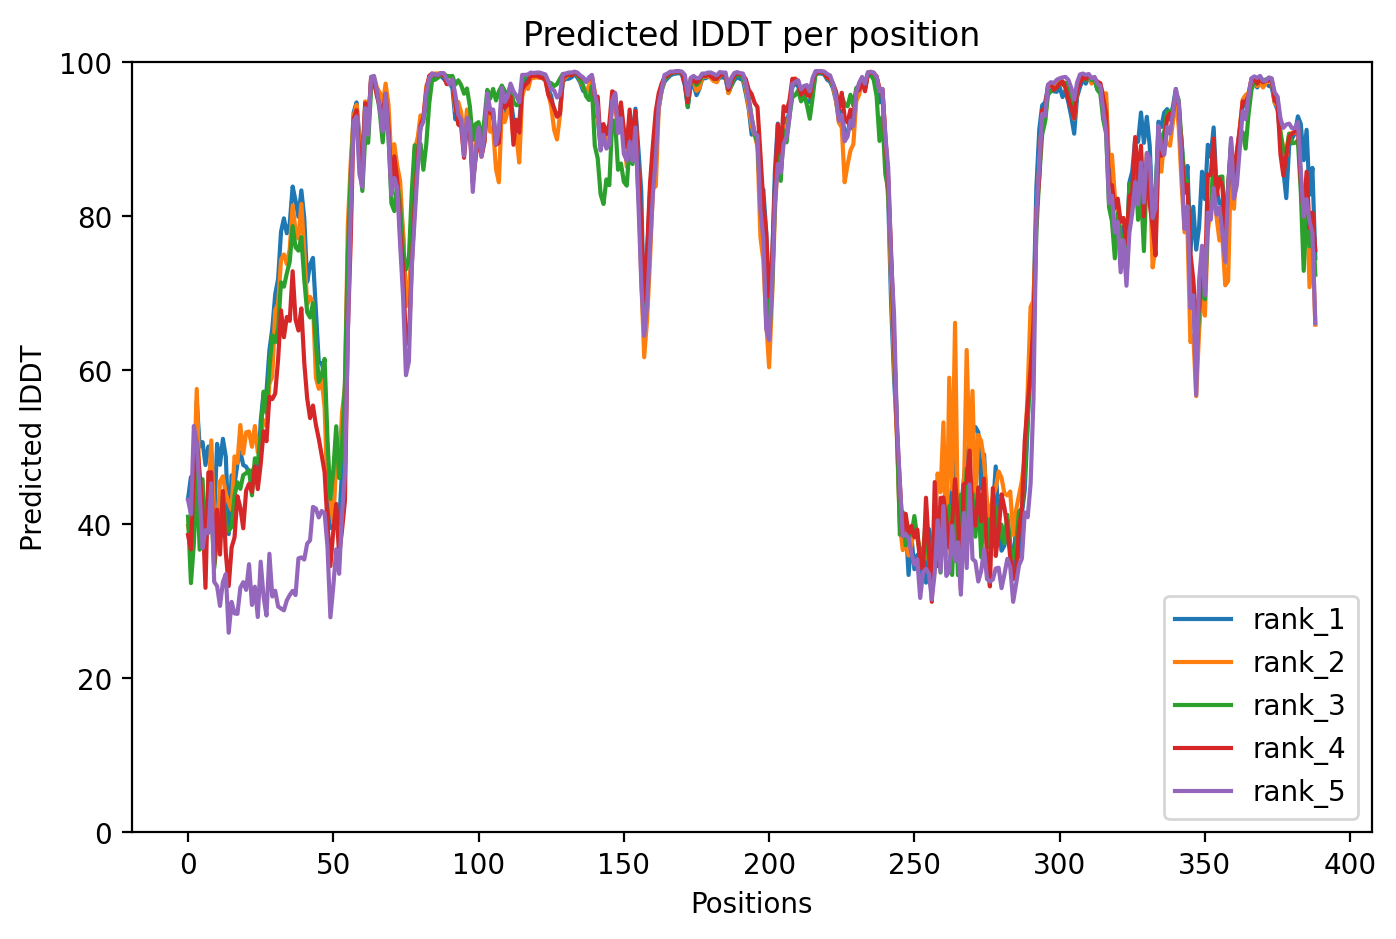 Predicted lDDT per position
100
80
60
40
20
0
Predicted lDDT
0 50 100 150 200 250 300 350 400
Positions
rank_1
rank_2
rank_3
rank_4
rank_5